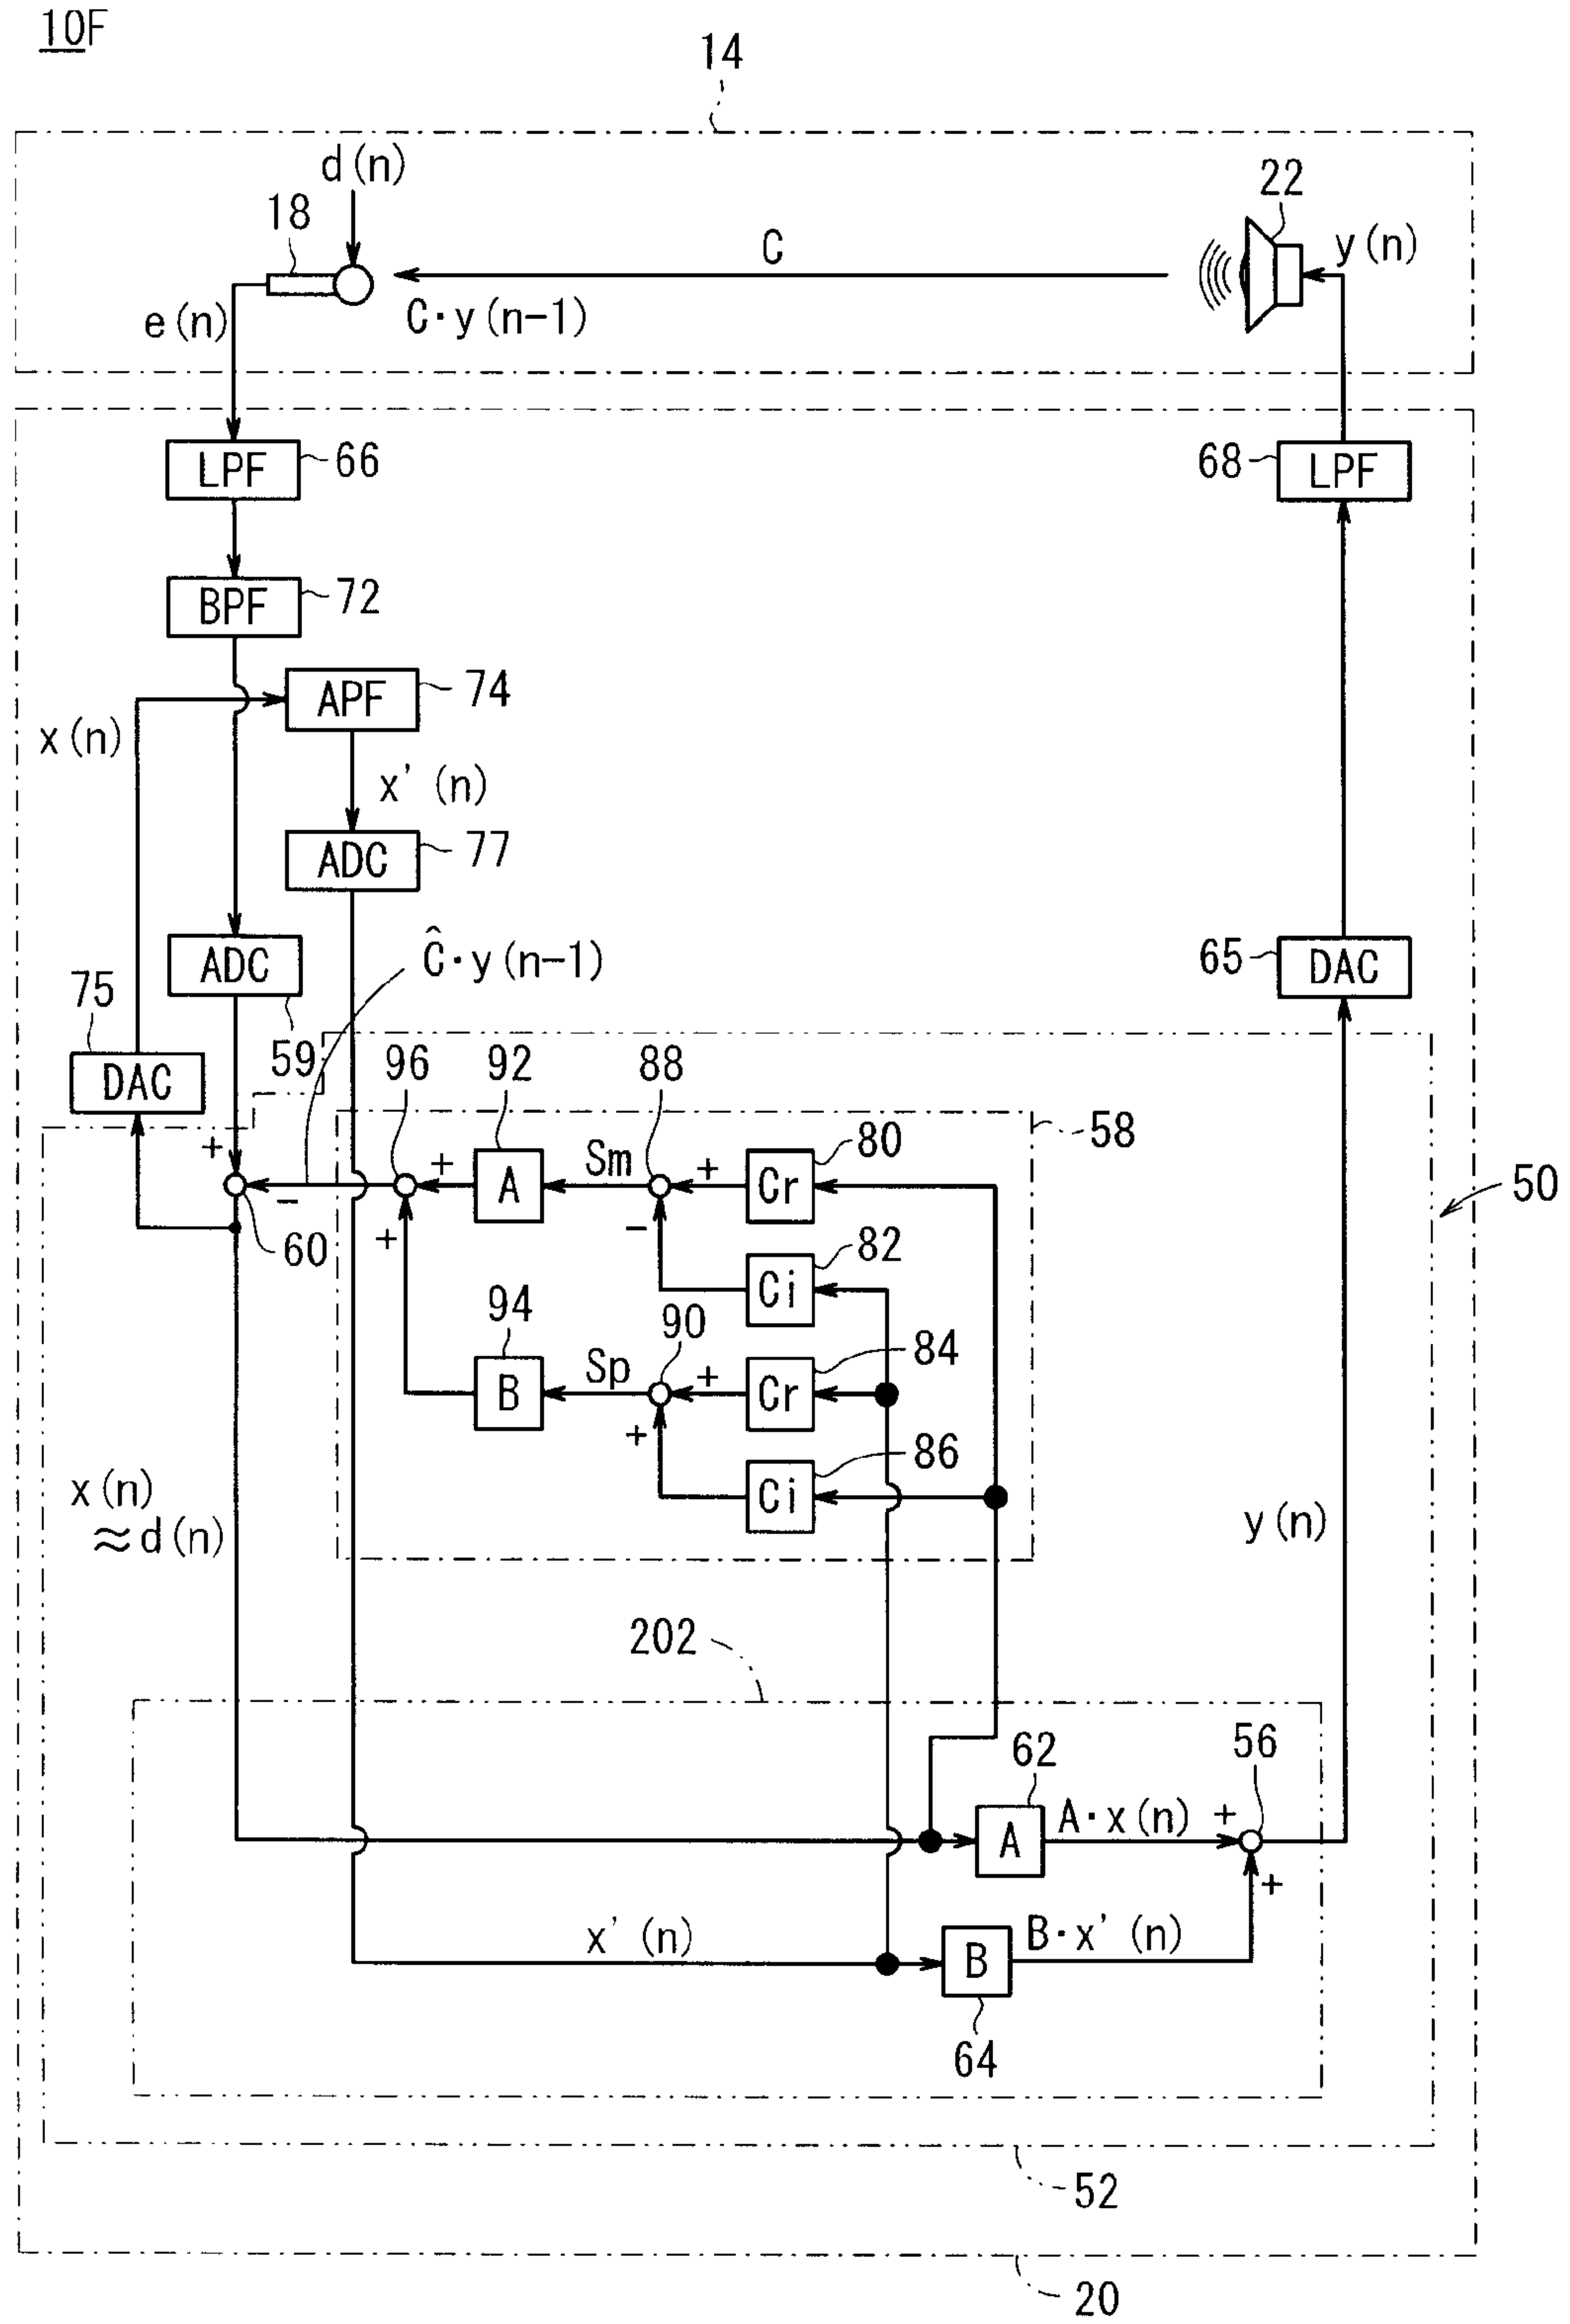 10F
14
d(n)
18
22
C
y(n)
e(n)
C·y(n-1)
LPF
66
68
LPF
BPF
72
APF
74
x(n)
x'(n)
ADC
77
ADC
Ĉ·y(n-1)
65
DAC
75
59
96
92
88
DAC
58
80
+
+
Sm
+
Cr
50
A
-
60
+
-
82
Ci
94
90
84
Sp
+
B
Cr
+
86
Ci
x(n)
≈d(n)
y(n)
202
62
56
A·x(n)
+
A
+
x'(n)
B·x'(n)
B
64
52
20